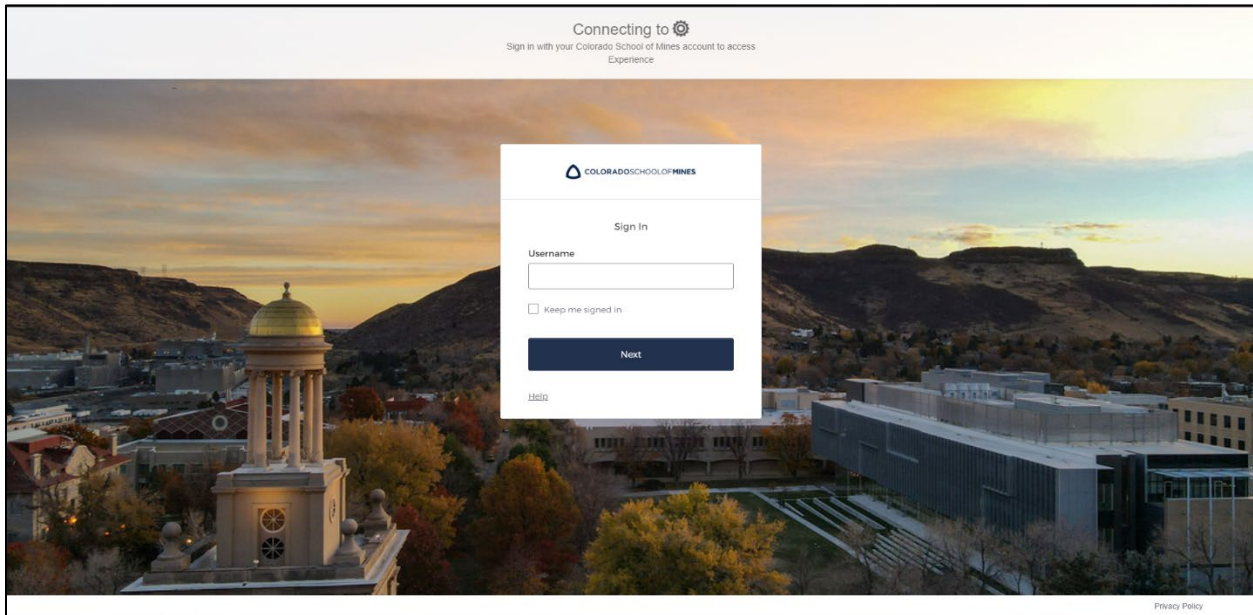 Connecting to
Sign in with your Colorado School of Mines account to access
Experience
COLORADOSCHOOLOFMINES
Sign In
Username
Keep me signed in
Next
Help
Privacy Policy